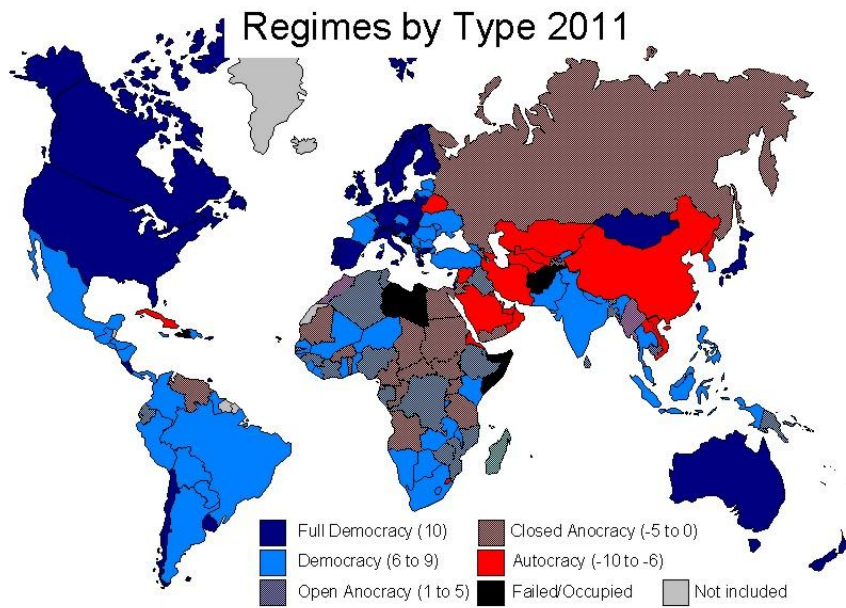 Regimes by Type 2011
Full Democracy (10)
Closed Anocracy (-5 to 0)
Democracy (6 to 9)
Autocracy (-10 to -6)
Open Anocracy (1 to 5)
Failed/Occupied
Not included